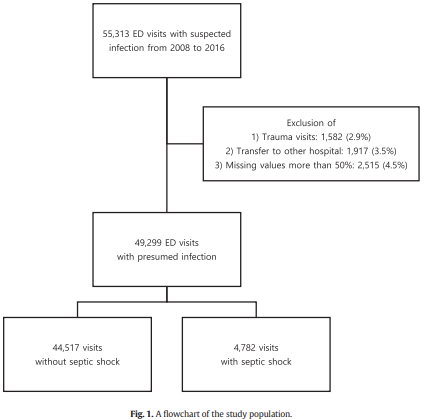 55,313 ED visits with suspected
infection from 2008 to 2016
Exclusion of
1) Trauma visits: 1,582 (2.9%)
2) Transfer to other hospital: 1,917 (3.5%)
3) Missing values more than 50%: 2,515 (4.5%)
49,299 ED visits
with presumed infection
44,517 visits
without septic shock
4,782 visits
with septic shock
Fig. 1. A flowchart of the study population.